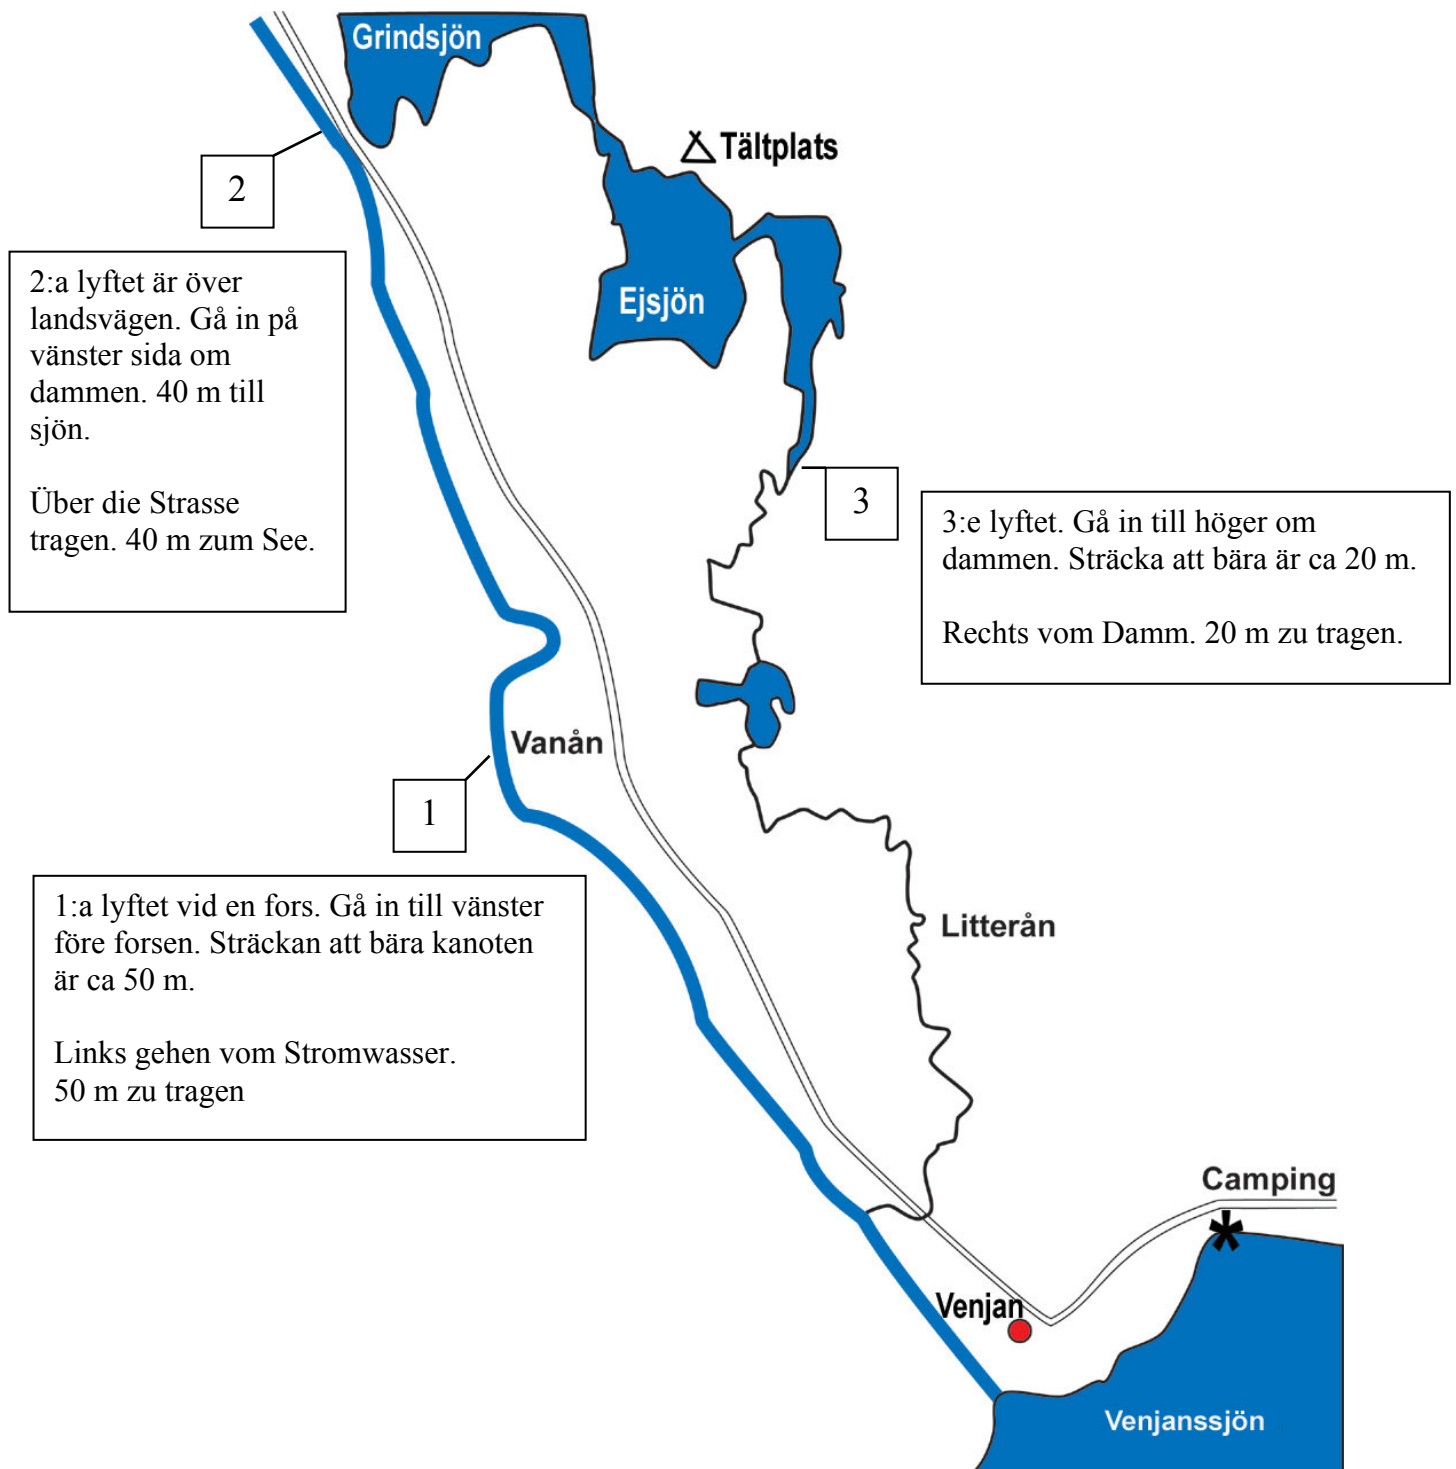 Grindsjön
Tältplats
2
2:a lyftet är över
landsvägen. Gå in på
vänster sida om
dammen. 40 m till
sjön.
Über die Strasse
tragen. 40 m zum See.
Ejsjön
3
3:e lyftet. Gå in till höger om
dammen. Sträcka att bära är ca 20 m.
Rechts vom Damm. 20 m zu tragen.
Vanån
1
1:a lyftet vid en fors. Gå in till vänster
före forsen. Sträckan att bära kanoten
är ca 50 m.
Links gehen vom Stromwasser.
50 m zu tragen
Litterån
Camping
*
Venjan
Venjanssjön